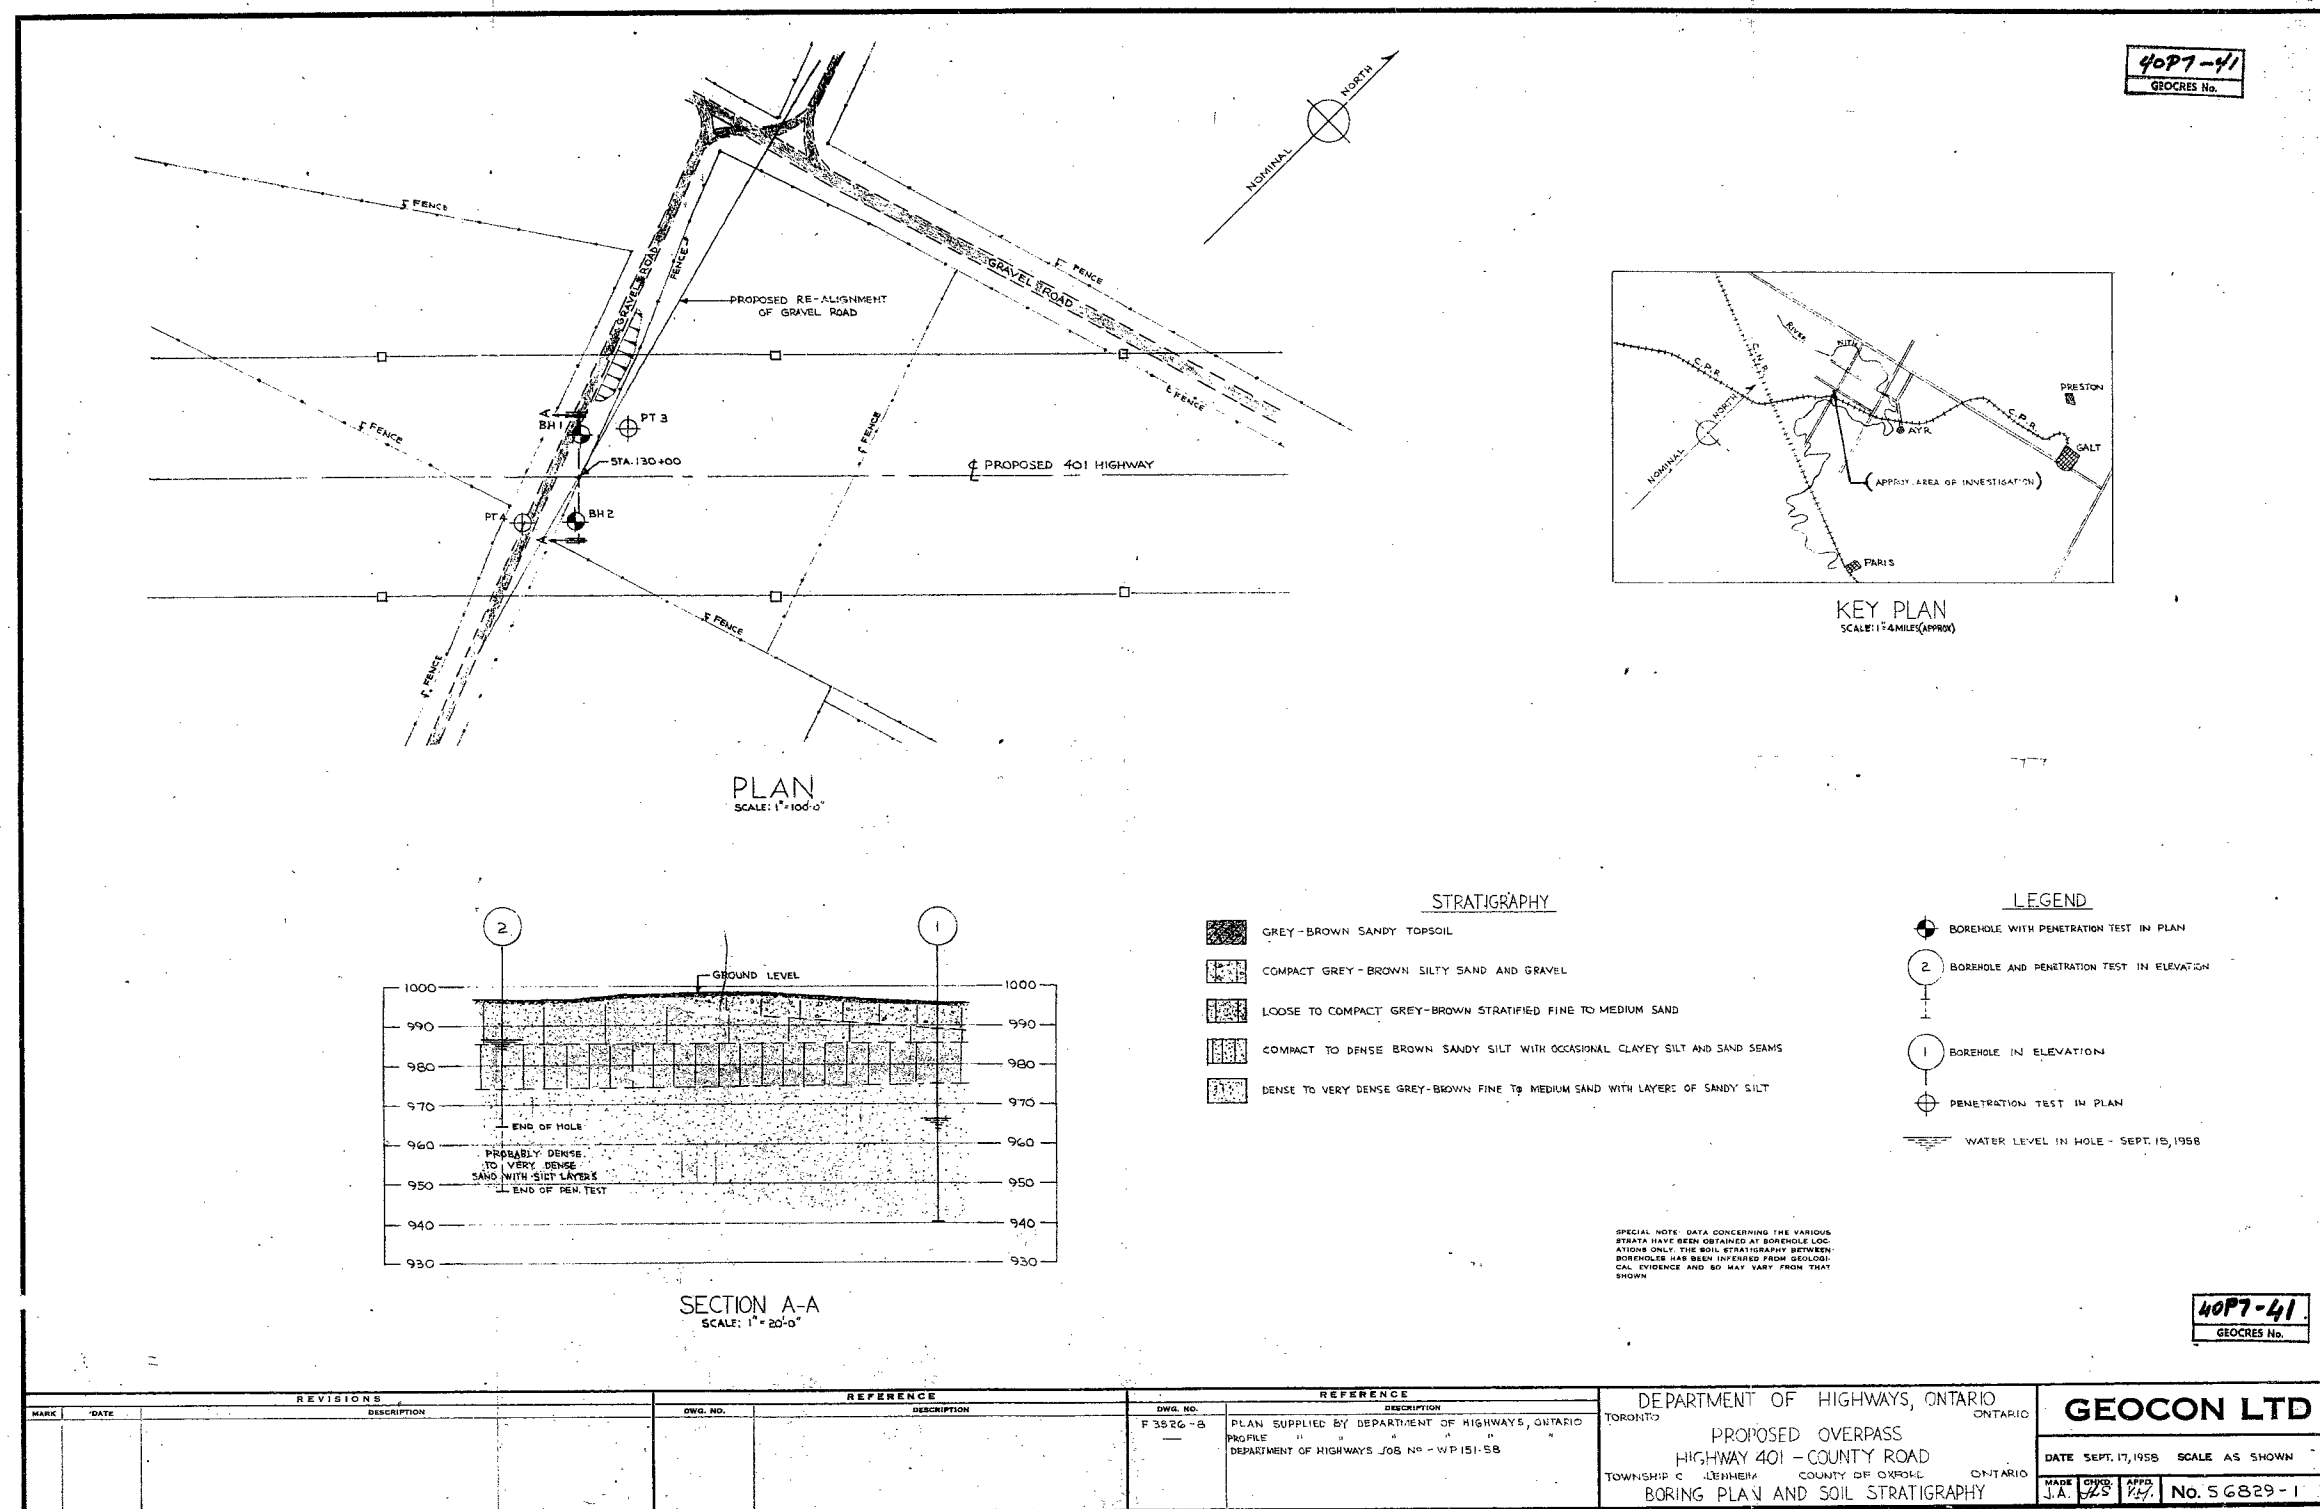 40P7-41
GEOCRES No.
NORTH
NOMINAL
FENCE
GRAVEL ROAD
FENCE
GRAVEL ROAD
FENCE
PROPOSED RE-ALIGNMENT
OF GRAVEL ROAD
FENCE
FENCE
FENCE
A
BH 1
PT 3
STA. 130+00
℄ PROPOSED 401 HIGHWAY
PT 4
BH 2
A
FENCE
FENCE
PLAN
SCALE: 1"=100'-0"
RIVER
NITH
C.N.R.
C.P.R.
PRESTON
NORTH
NOMINAL
C.P.R.
AYR
GALT
(APPROX. AREA OF INVESTIGATION)
PARIS
KEY PLAN
SCALE: 1"=4 MILES (APPROX)
2
1
GROUND LEVEL
1000 1000
990 990
980 980
970 970
END OF HOLE
960 960
PROBABLY DENSE
TO VERY DENSE
SAND WITH SILT LAYERS
950 950
END OF PEN. TEST
940 940
930 930
SECTION A-A
SCALE: 1"=20'-0"
STRATIGRAPHY
GREY-BROWN SANDY TOPSOIL
COMPACT GREY-BROWN SILTY SAND AND GRAVEL
LOOSE TO COMPACT GREY-BROWN STRATIFIED FINE TO MEDIUM SAND
COMPACT TO DENSE BROWN SANDY SILT WITH OCCASIONAL CLAYEY SILT AND SAND SEAMS
DENSE TO VERY DENSE GREY-BROWN FINE TO MEDIUM SAND WITH LAYERS OF SANDY SILT
LEGEND
BOREHOLE WITH PENETRATION TEST IN PLAN
2 BOREHOLE AND PENETRATION TEST IN ELEVATION
1 BOREHOLE IN ELEVATION
PENETRATION TEST IN PLAN
WATER LEVEL IN HOLE - SEPT. 15, 1958
SPECIAL NOTE: DATA CONCERNING THE VARIOUS
STRATA HAVE BEEN OBTAINED AT BOREHOLE LOC-
ATIONS ONLY. THE SOIL STRATIGRAPHY BETWEEN
BOREHOLES HAS BEEN INFERRED FROM GEOLOGI-
CAL EVIDENCE AND SO MAY VARY FROM THAT
SHOWN
40P7-41
GEOCRES No.
REVISIONS
MARK DATE DESCRIPTION
REFERENCE
DWG. NO. DESCRIPTION
REFERENCE
DWG. NO. DESCRIPTION
F 3526-8 PLAN SUPPLIED BY DEPARTMENT OF HIGHWAYS, ONTARIO
— PROFILE " " " " " "
DEPARTMENT OF HIGHWAYS JOB Nº - WP 151-58
DEPARTMENT OF HIGHWAYS, ONTARIO
TORONTO ONTARIO
PROPOSED OVERPASS
HIGHWAY 401 - COUNTY ROAD
TOWNSHIP COUNTY OF OXFORD ONTARIO
BORING PLAN AND SOIL STRATIGRAPHY
GEOCON LTD
DATE SEPT. 17, 1958 SCALE AS SHOWN
MADE CHKD. APPD.
J.A. No. S6829-1